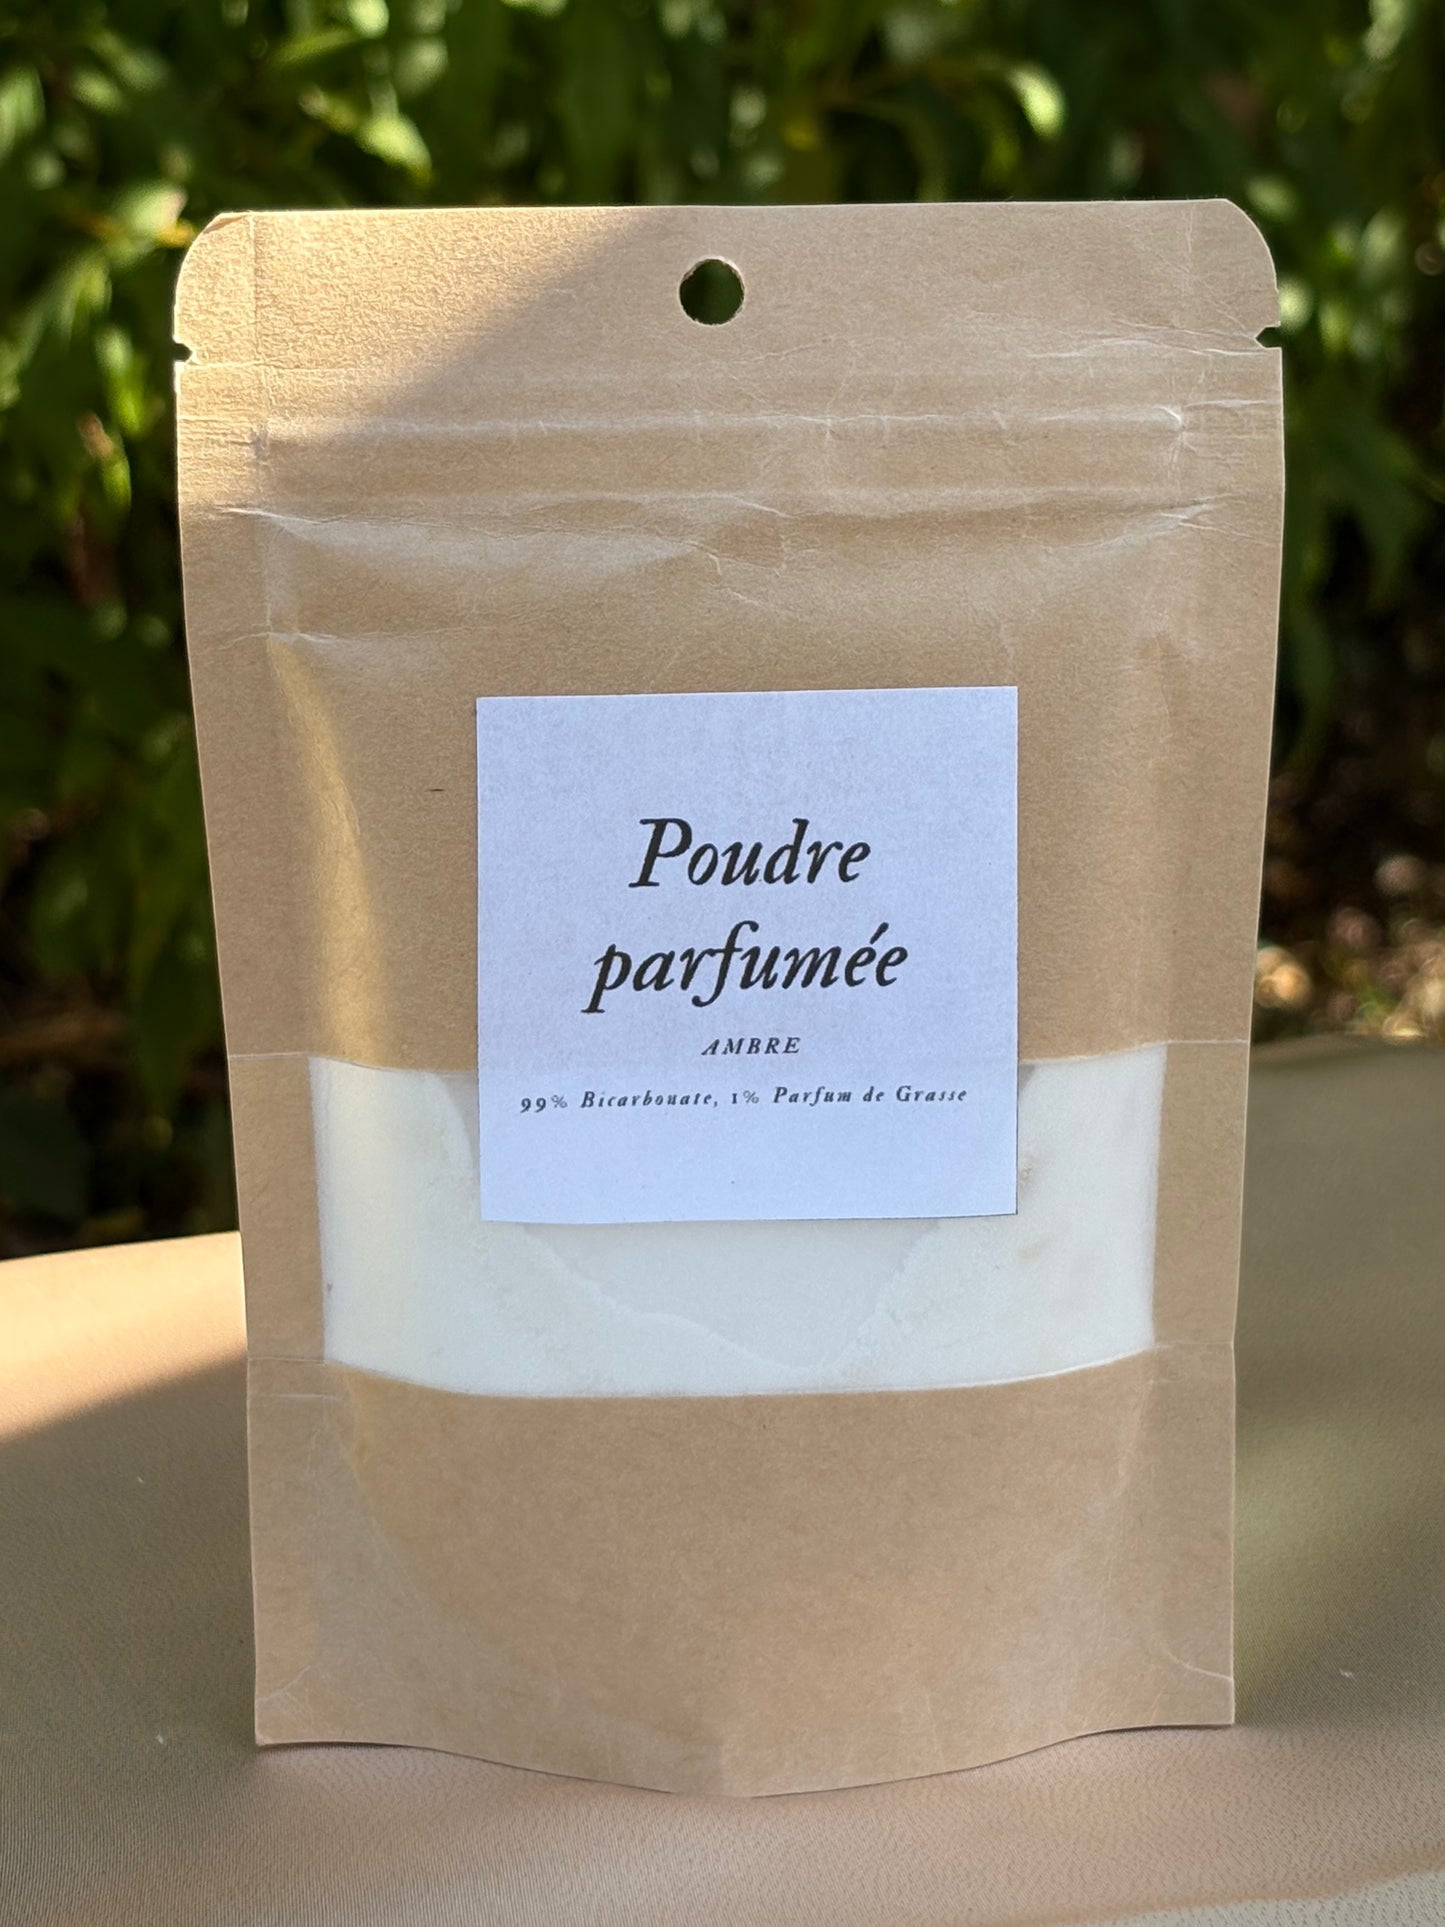 Poudre
parfumée
AMBRE
99% Bicarbonate, 1% Parfum de Grasse